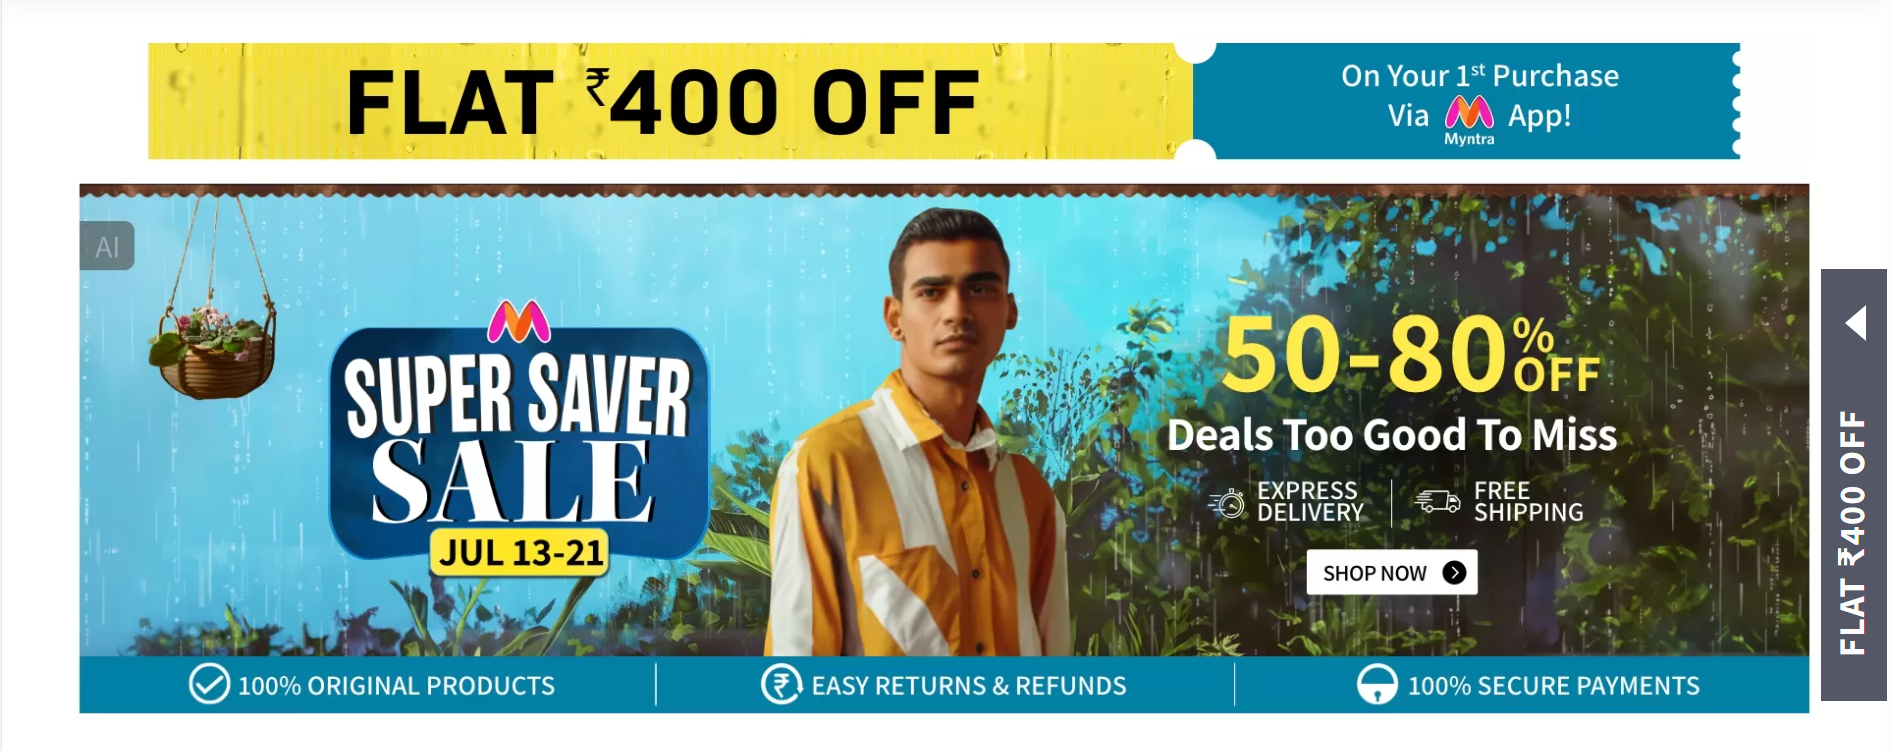 FLAT ₹400 OFF
On Your 1st Purchase
Via Myntra App!
AI
SUPER SAVER
SALE
JUL 13-21
50-80% OFF
Deals Too Good To Miss
EXPRESS
DELIVERY
FREE
SHIPPING
SHOP NOW
FLAT ₹400 OFF
100% ORIGINAL PRODUCTS
EASY RETURNS & REFUNDS
100% SECURE PAYMENTS